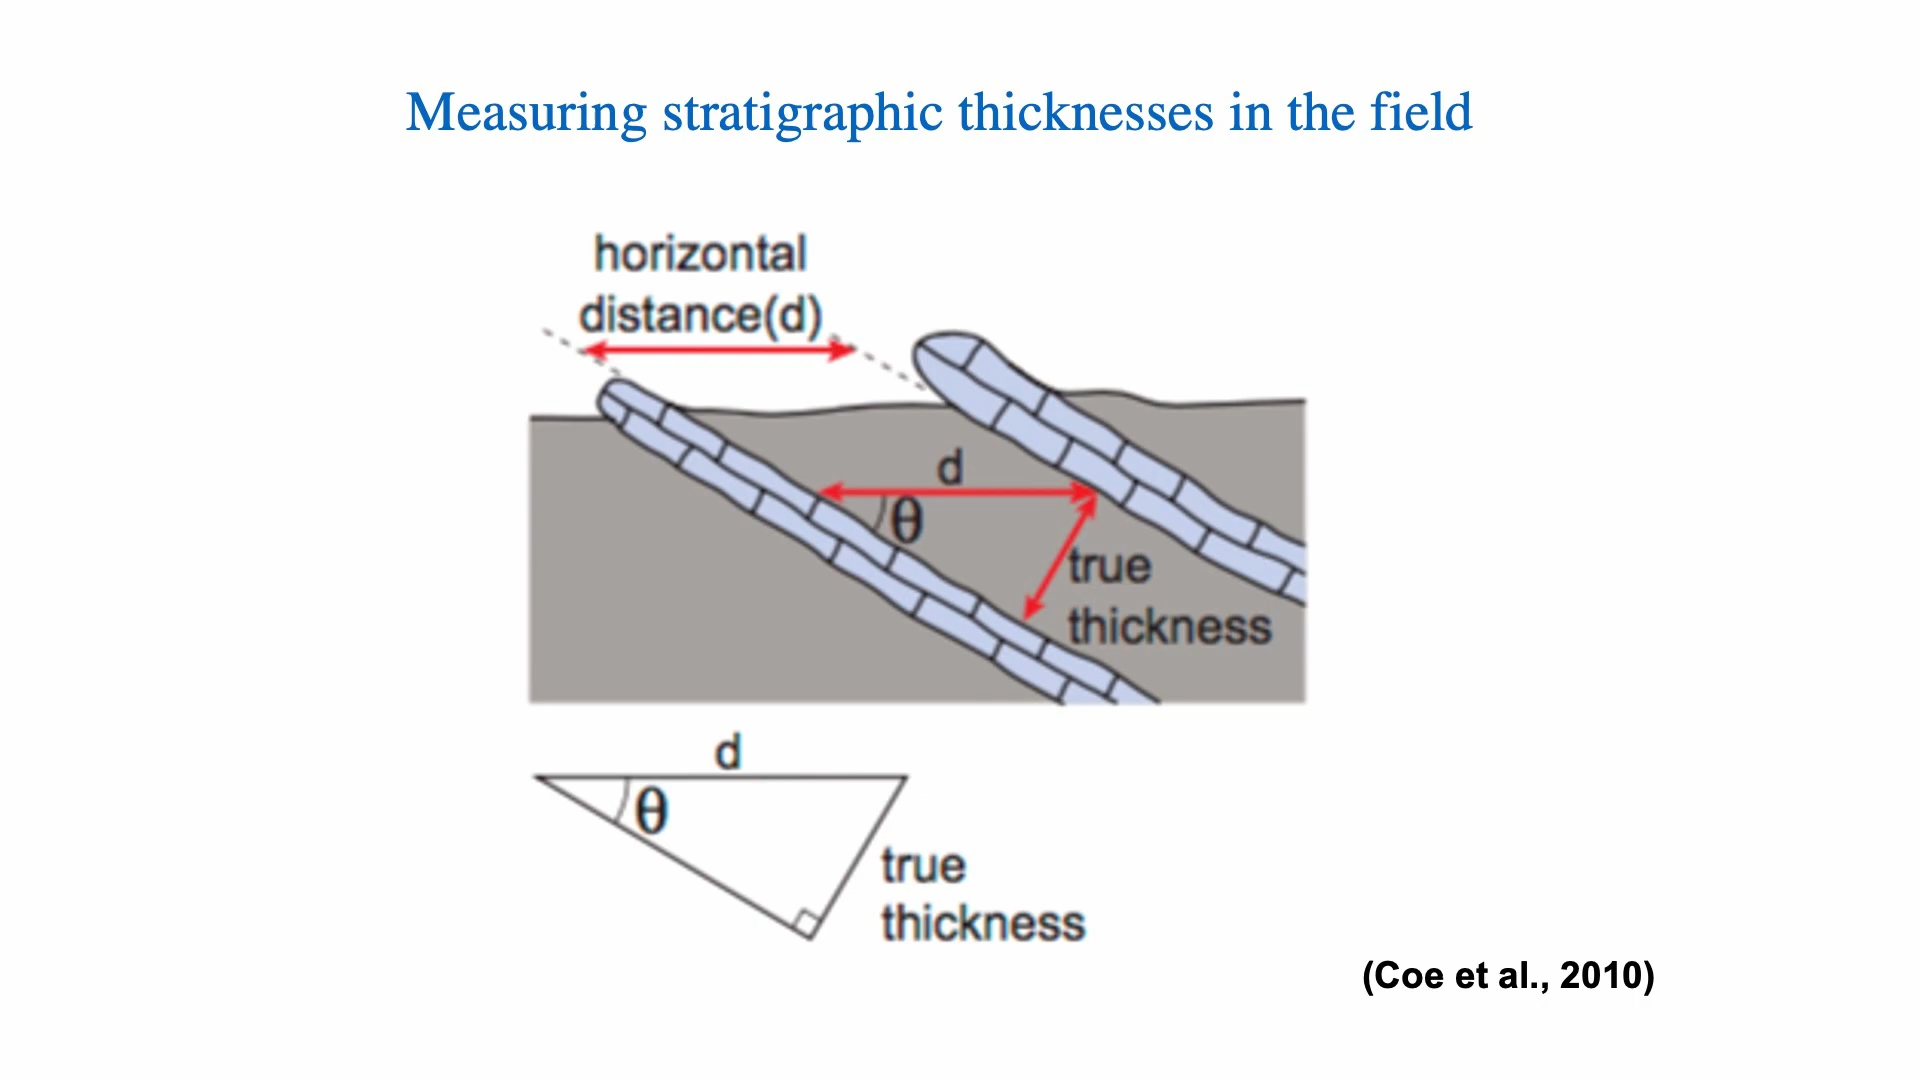 Measuring stratigraphic thicknesses in the field
horizontal
distance(d)
d
θ
true
thickness
d
θ
true
thickness
(Coe et al., 2010)